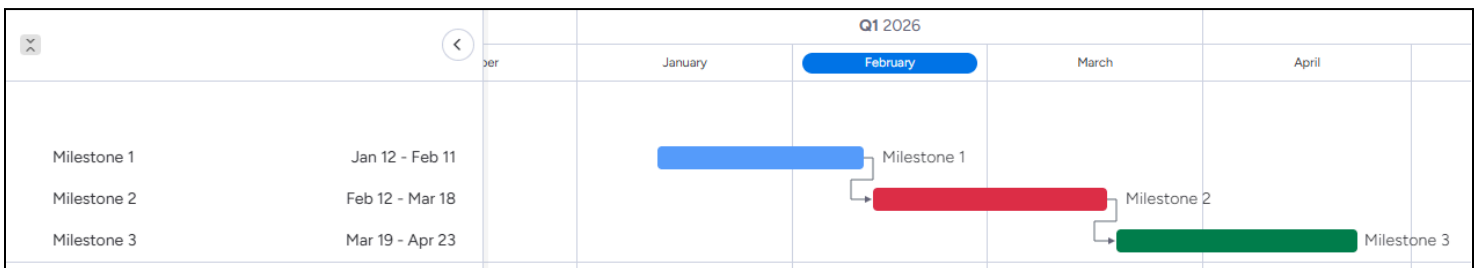 Q1 2026
ber January February March April
Milestone 1 Jan 12 - Feb 11 Milestone 1
Milestone 2 Feb 12 - Mar 18 Milestone 2
Milestone 3 Mar 19 - Apr 23 Milestone 3